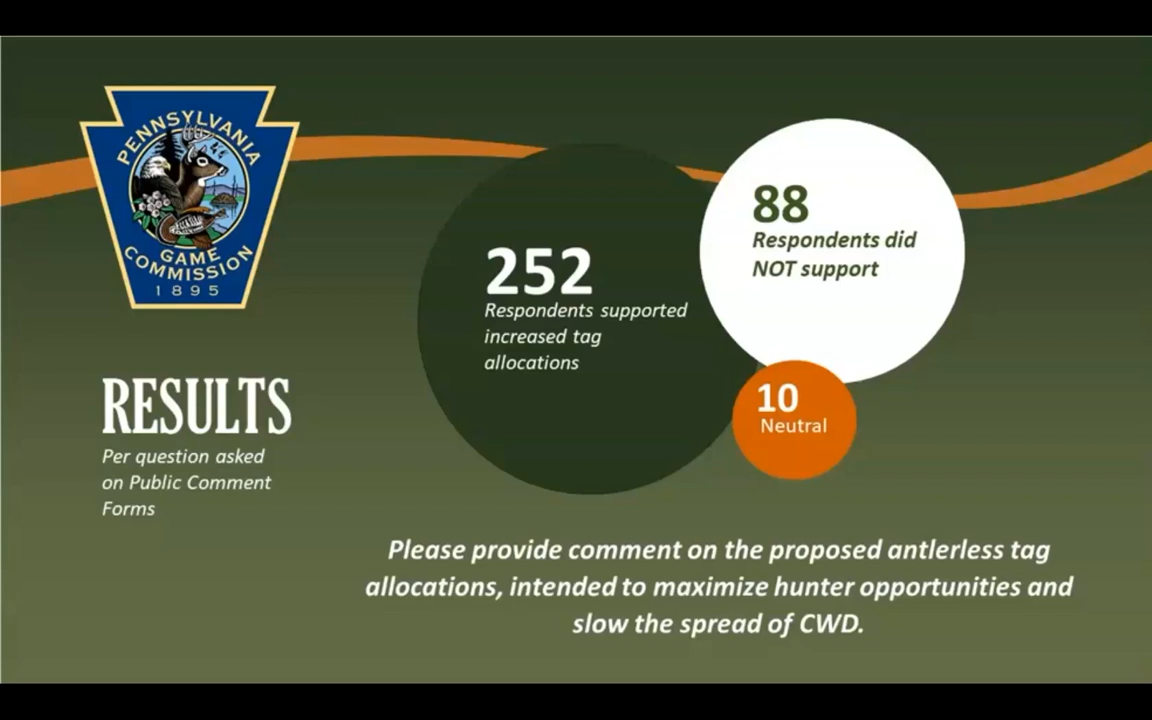 PENNSYLVANIA
GAME
COMMISSION
1895
RESULTS
Per question asked
on Public Comment
Forms
252
Respondents supported
increased tag
allocations
88
Respondents did
NOT support
10
Neutral
Please provide comment on the proposed antlerless tag
allocations, intended to maximize hunter opportunities and
slow the spread of CWD.